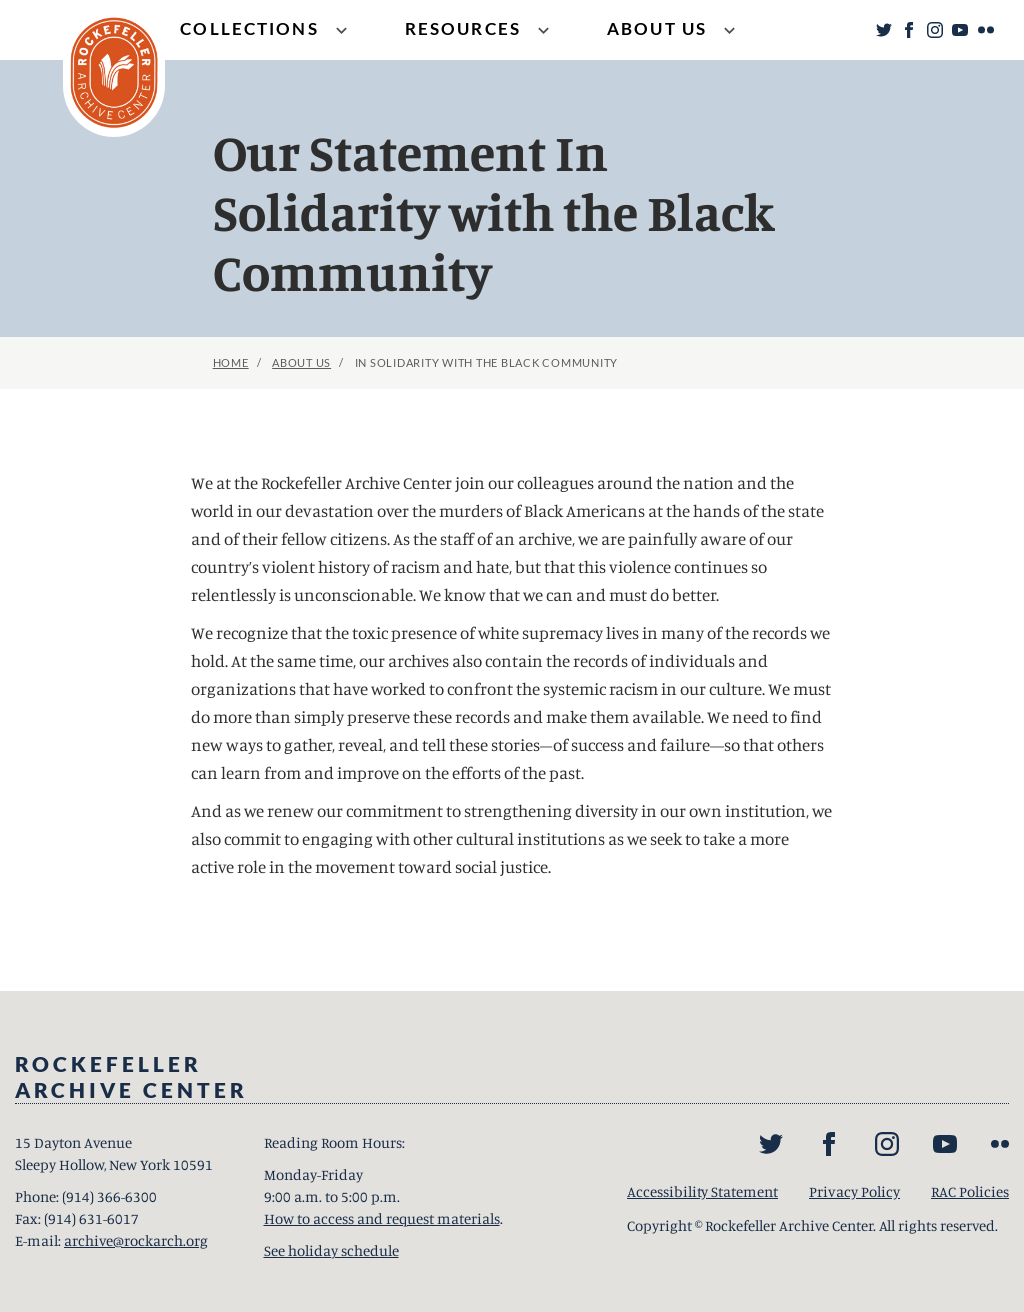 COLLECTIONS
RESOURCES
ABOUT US
ROCKEFELLER
ARCHIVE CENTER
Our Statement In
Solidarity with the Black
Community
HOME / ABOUT US / IN SOLIDARITY WITH THE BLACK COMMUNITY
We at the Rockefeller Archive Center join our colleagues around the nation and the
world in our devastation over the murders of Black Americans at the hands of the state
and of their fellow citizens. As the staff of an archive, we are painfully aware of our
country’s violent history of racism and hate, but that this violence continues so
relentlessly is unconscionable. We know that we can and must do better.
We recognize that the toxic presence of white supremacy lives in many of the records we
hold. At the same time, our archives also contain the records of individuals and
organizations that have worked to confront the systemic racism in our culture. We must
do more than simply preserve these records and make them available. We need to find
new ways to gather, reveal, and tell these stories—of success and failure—so that others
can learn from and improve on the efforts of the past.
And as we renew our commitment to strengthening diversity in our own institution, we
also commit to engaging with other cultural institutions as we seek to take a more
active role in the movement toward social justice.
ROCKEFELLER
ARCHIVE CENTER
15 Dayton Avenue
Sleepy Hollow, New York 10591
Phone: (914) 366-6300
Fax: (914) 631-6017
E-mail: archive@rockarch.org
Reading Room Hours:
Monday-Friday
9:00 a.m. to 5:00 p.m.
How to access and request materials.
See holiday schedule
Accessibility Statement
Privacy Policy
RAC Policies
Copyright © Rockefeller Archive Center. All rights reserved.